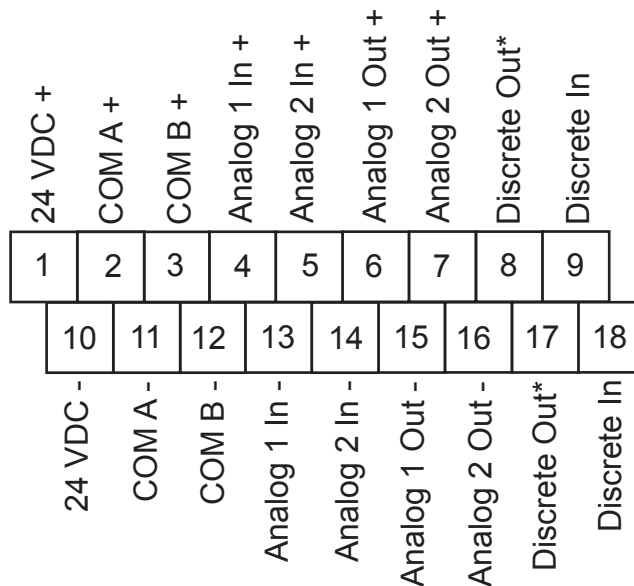 24 VDC +
COM A +
COM B +
Analog 1 In +
Analog 2 In +
Analog 1 Out +
Analog 2 Out +
Discrete Out*
Discrete In
1 2 3 4 5 6 7 8 9
10 11 12 13 14 15 16 17 18
24 VDC -
COM A -
COM B -
Analog 1 In -
Analog 2 In -
Analog 1 Out -
Analog 2 Out -
Discrete Out*
Discrete In